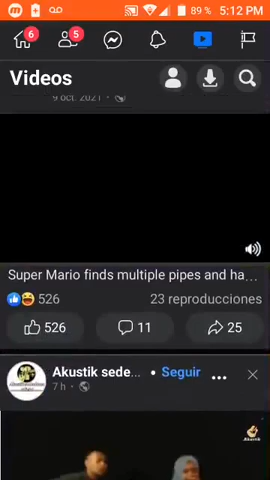 89 % 5:12 PM
6
5
Videos
9 oct. 2021
Super Mario finds multiple pipes and ha...
526 23 reproducciones
526 11 25
Akustik sede... • Seguir
7 h